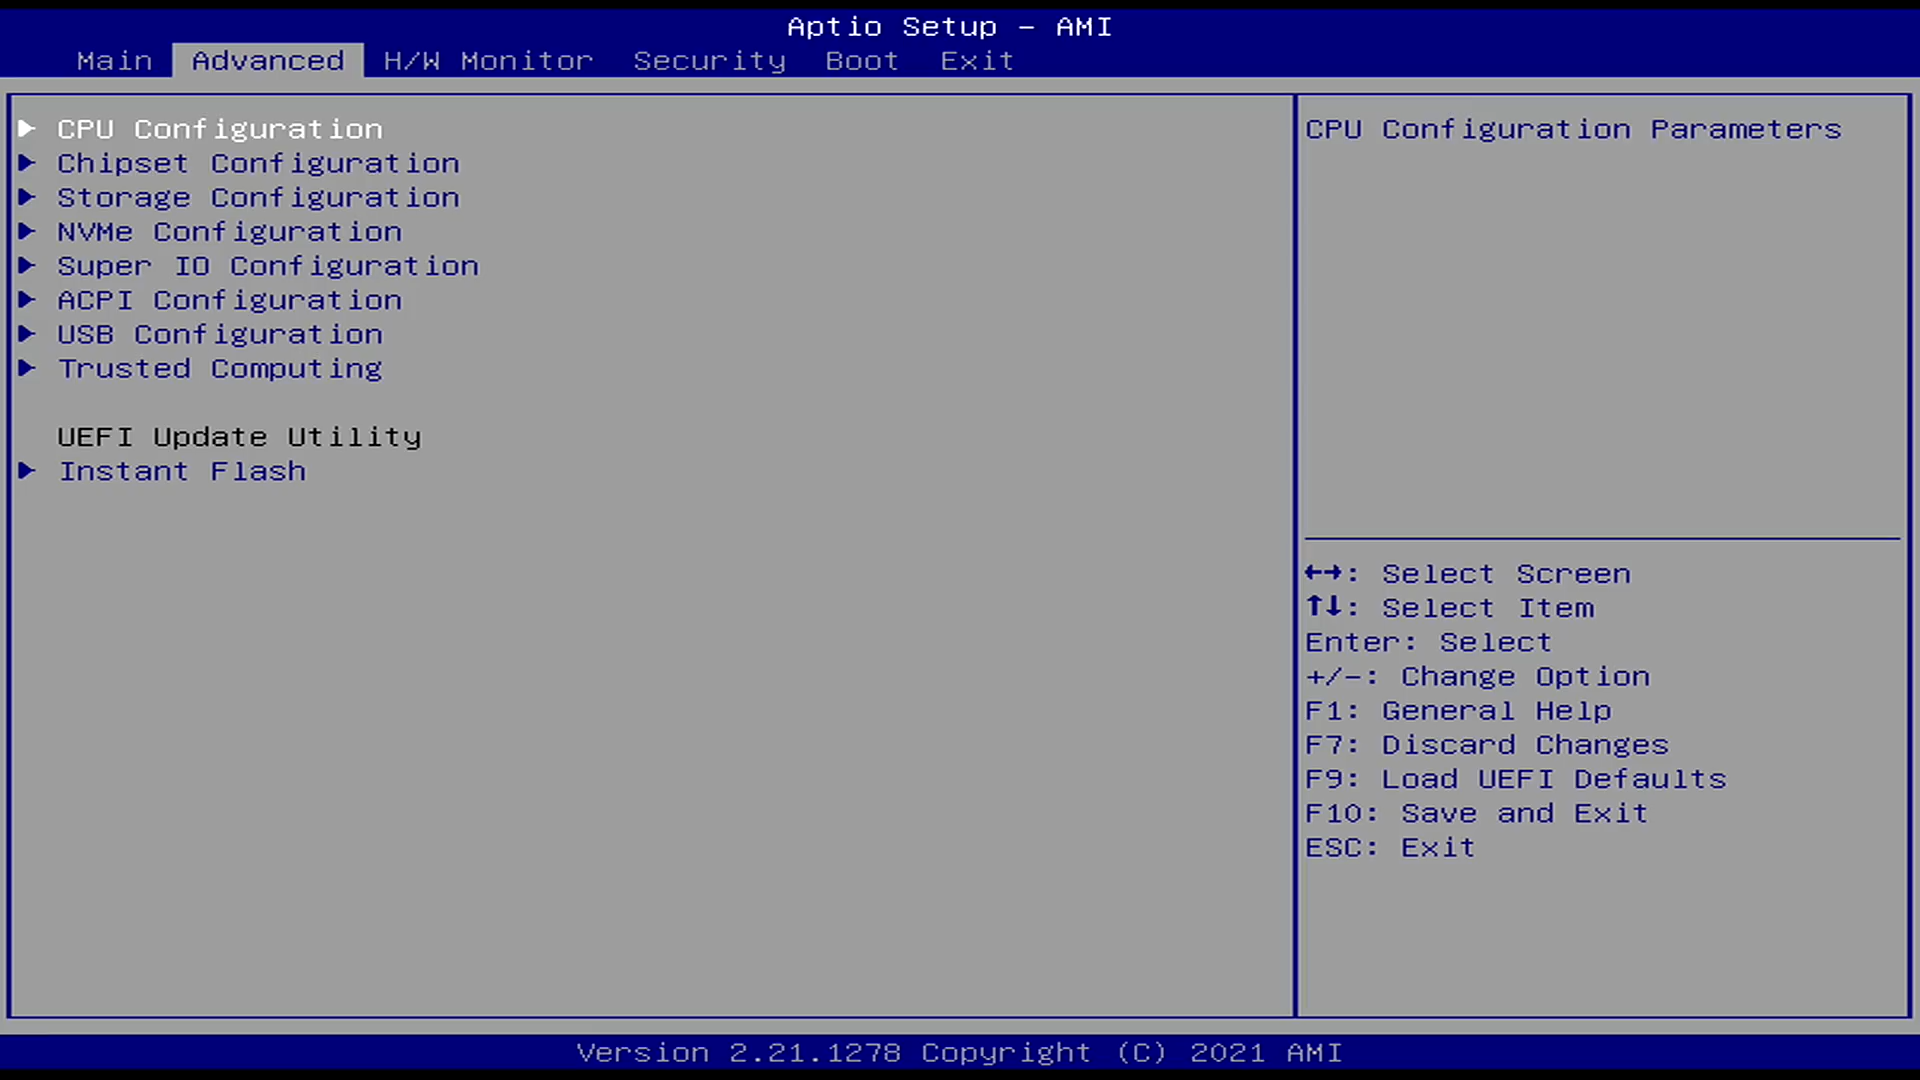 Aptio Setup – AMI
Main Advanced H/W Monitor Security Boot Exit
▶ CPU Configuration
▶ Chipset Configuration
▶ Storage Configuration
▶ NVMe Configuration
▶ Super IO Configuration
▶ ACPI Configuration
▶ USB Configuration
▶ Trusted Computing
UEFI Update Utility
▶ Instant Flash
CPU Configuration Parameters
←→: Select Screen
↑↓: Select Item
Enter: Select
+/-: Change Option
F1: General Help
F7: Discard Changes
F9: Load UEFI Defaults
F10: Save and Exit
ESC: Exit
Version 2.21.1278 Copyright (C) 2021 AMI